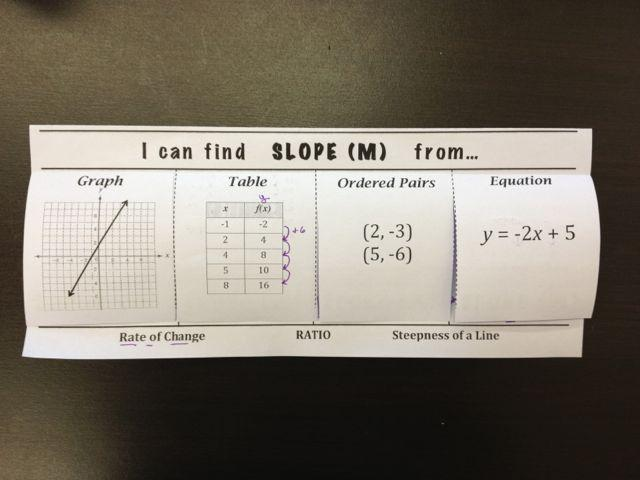 I can find SLOPE (M) from...
Graph
Table
Ordered Pairs
Equation
y
x f(x)
-1 -2
2 4
4 8
5 10
8 16
+6
(2, -3)
(5, -6)
y = -2x + 5
y
x
Rate of Change
RATIO
Steepness of a Line